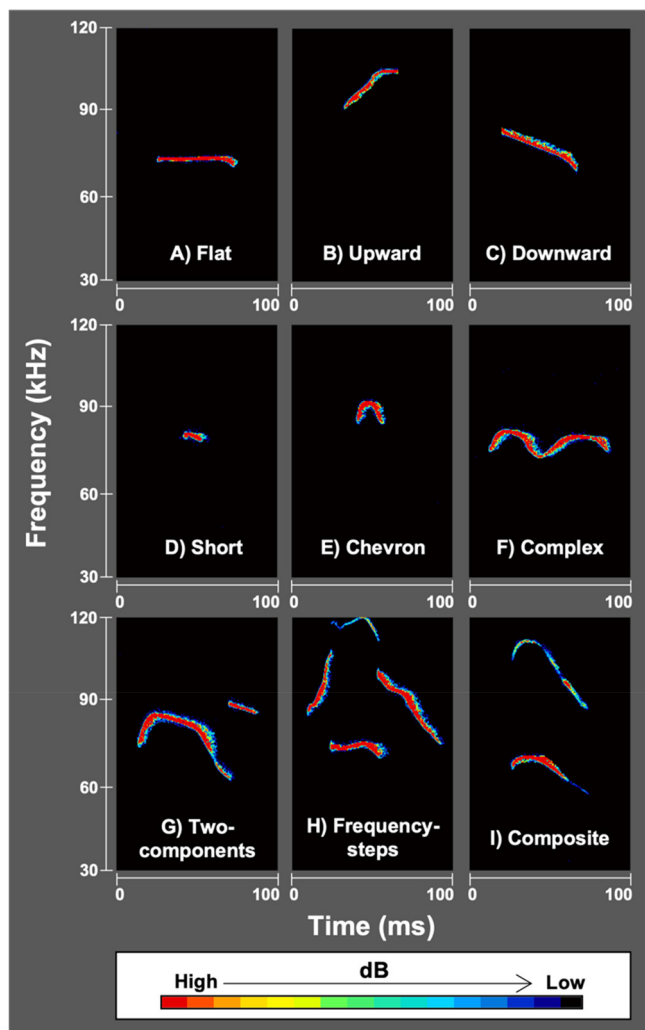 120
90
60
30
A) Flat
B) Upward
C) Downward
0 100 0 100 0 100
Frequency (kHz)
120
90
60
30
D) Short
E) Chevron
F) Complex
0 100 0 100 0 100
120
90
60
30
G) Two-
components
H) Frequency-
steps
I) Composite
0 100 0 100 0 100
Time (ms)
dB
High Low